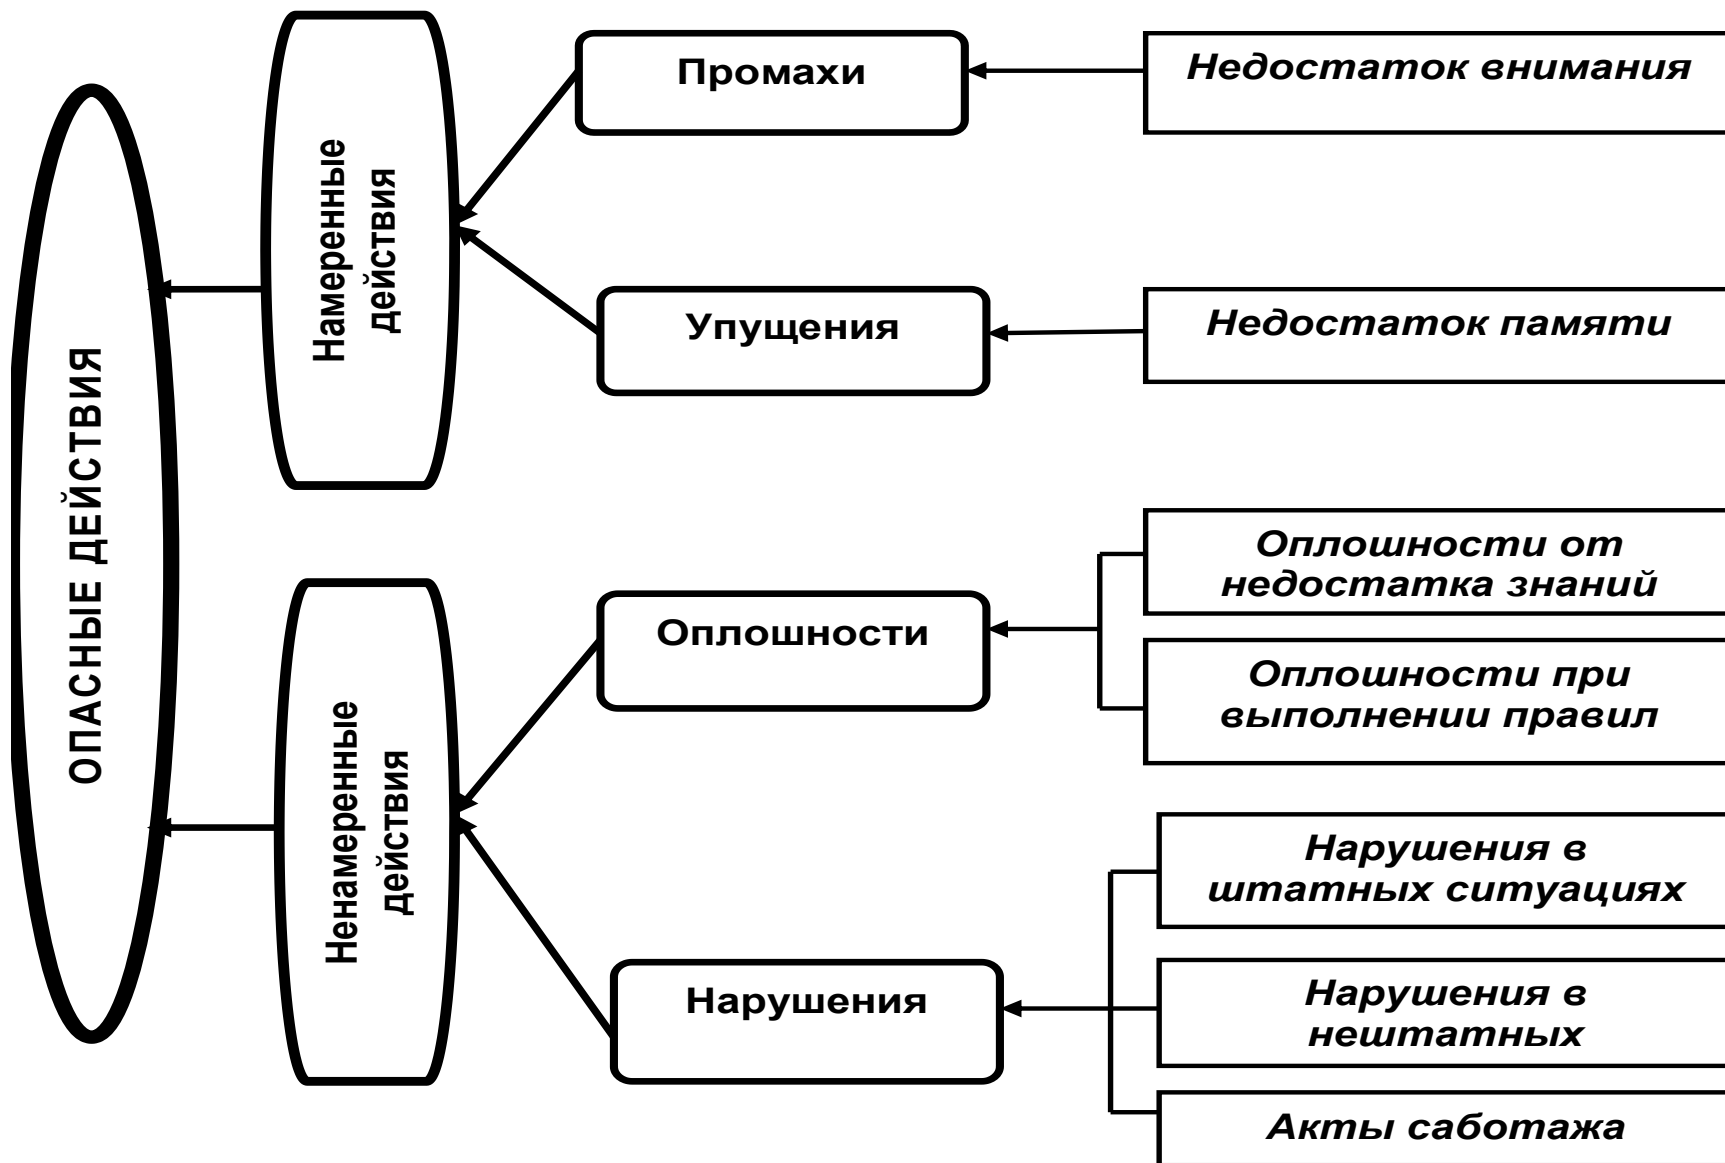 ОПАСНЫЕ ДЕЙСТВИЯ
Намеренные
действия
Промахи
Недостаток внимания
Упущения
Недостаток памяти
Ненамеренные
действия
Оплошности
Оплошности от
недостатка знаний
Оплошности при
выполнении правил
Нарушения
Нарушения в
штатных ситуациях
Нарушения в
нештатных
Акты саботажа